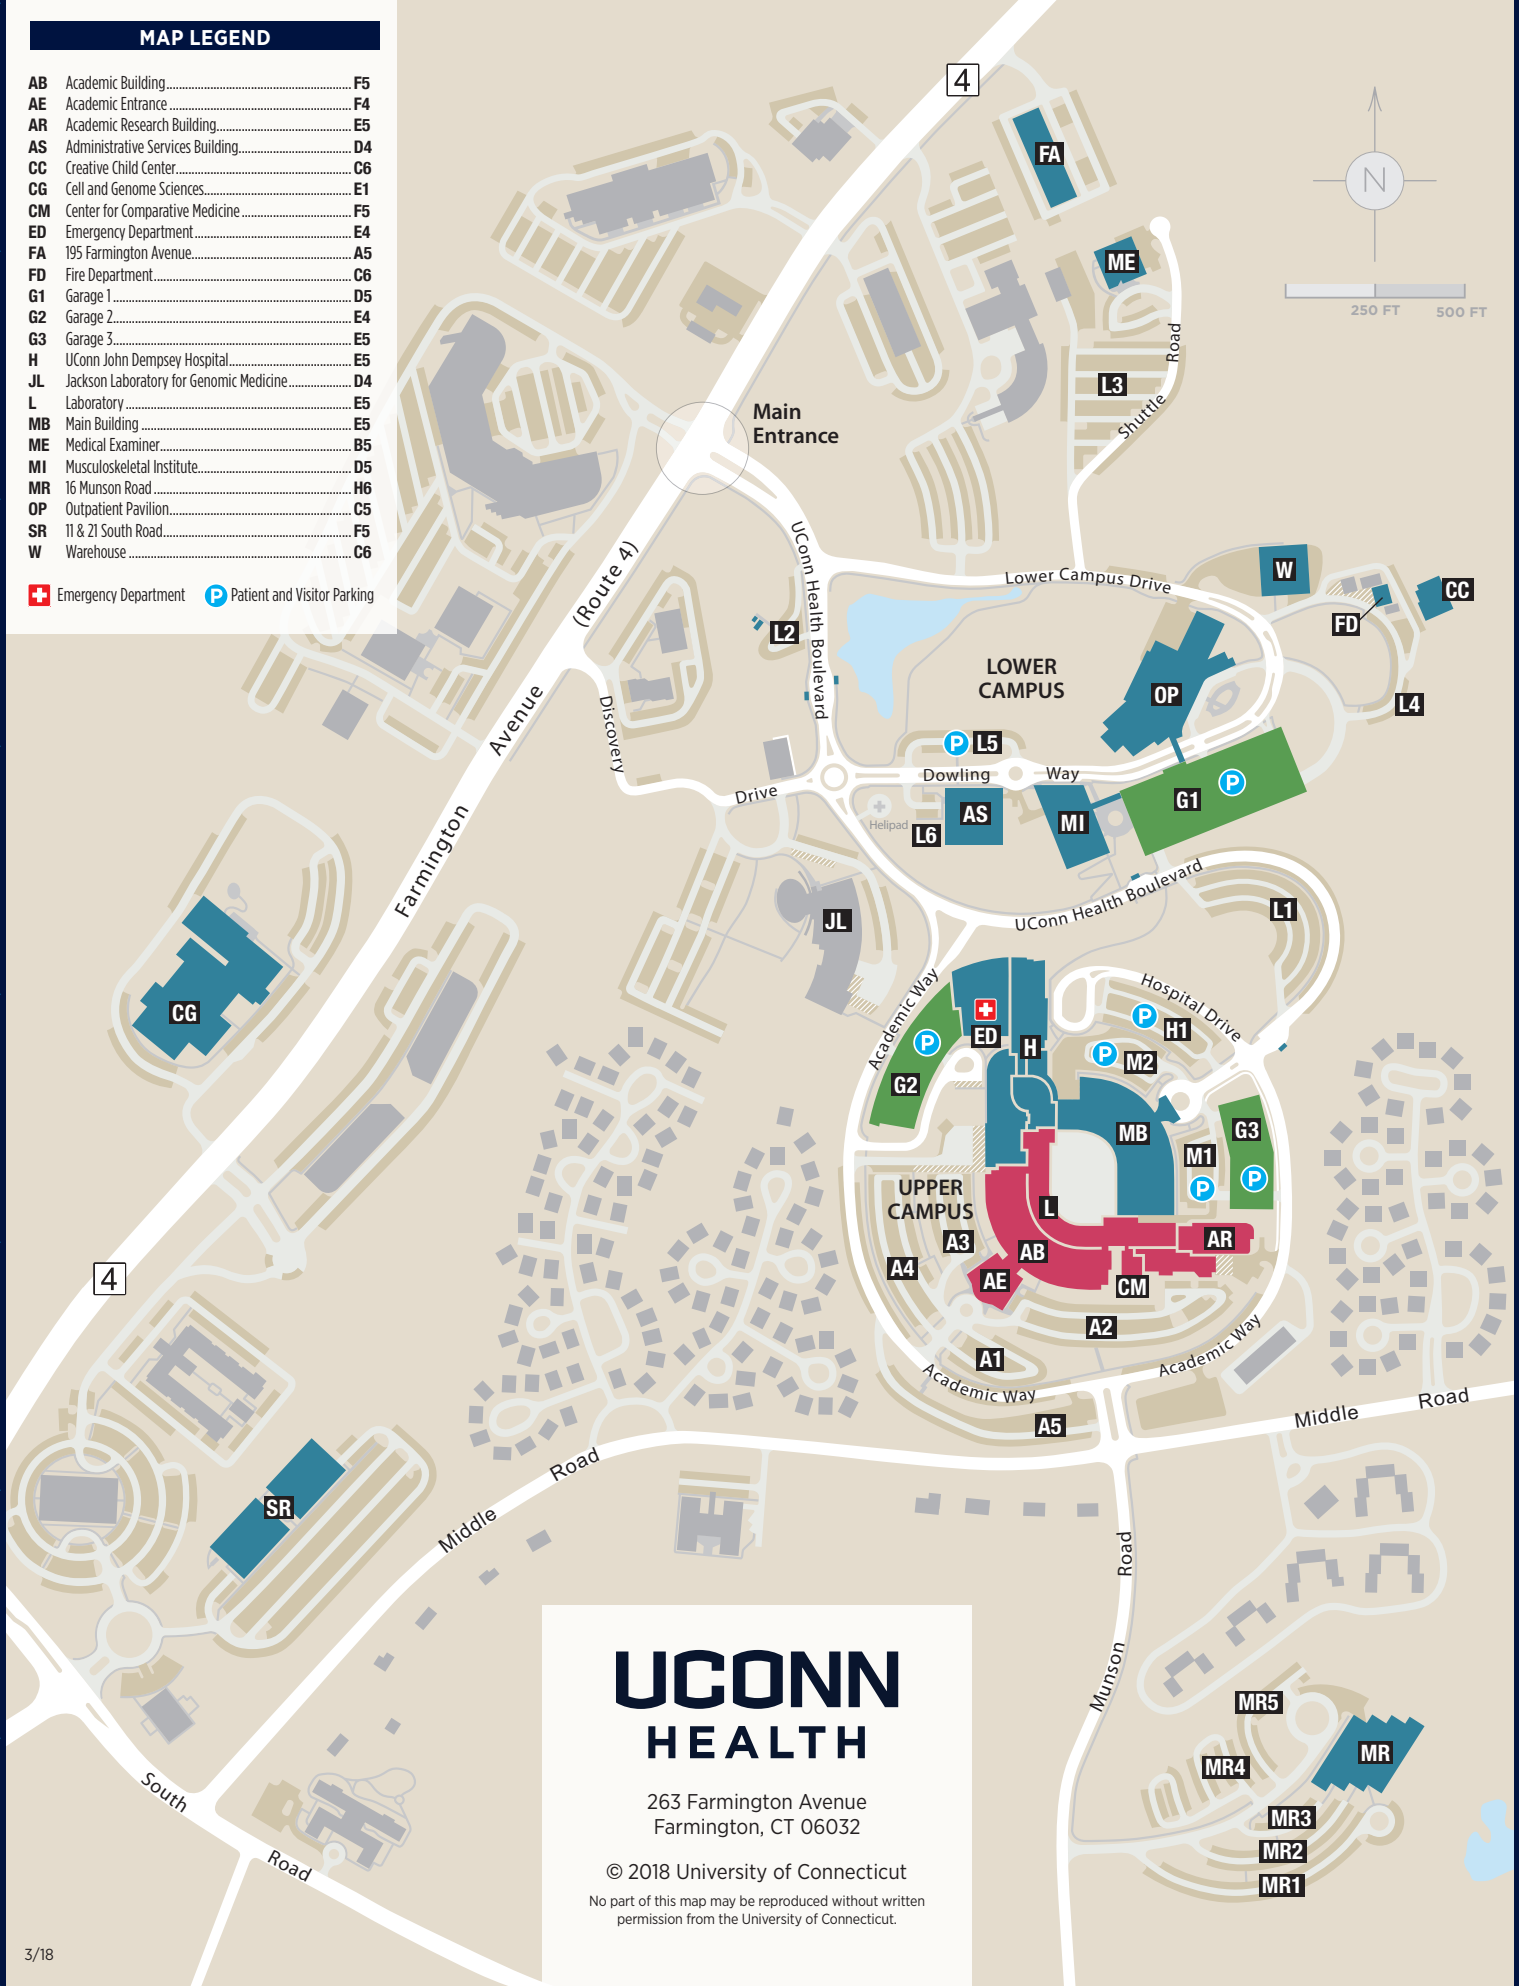 MAP LEGEND
AB Academic Building F5
AE Academic Entrance F4
AR Academic Research Building E5
AS Administrative Services Building D4
CC Creative Child Center C6
CG Cell and Genome Sciences E1
CM Center for Comparative Medicine F5
ED Emergency Department E4
FA 195 Farmington Avenue A5
FD Fire Department C6
G1 Garage 1 D5
G2 Garage 2 E4
G3 Garage 3 E5
H UConn John Dempsey Hospital E5
JL Jackson Laboratory for Genomic Medicine D4
L Laboratory E5
MB Main Building E5
ME Medical Examiner B5
MI Musculoskeletal Institute D5
MR 16 Munson Road H6
OP Outpatient Pavilion C5
SR 11 & 21 South Road F5
W Warehouse C6
Emergency Department P Patient and Visitor Parking
4
FA
ME
N
250 FT 500 FT
L3
Shuttle Road
Main
Entrance
Farmington Avenue (Route 4)
UConn Health Boulevard
Lower Campus Drive
W
CC
FD
L2
LOWER
CAMPUS
OP
L4
Discovery Drive
P L5
Dowling Way
P
G1
AS
MI
Helipad
L6
UConn Health Boulevard
L1
JL
CG
Academic Way
Hospital Drive
P
H1
ED
H
P
M2
P
G2
MB
G3
M1
P
P
UPPER
CAMPUS
L
A3
AB
AR
A4
AE
CM
4
A2
A1
Academic Way
Academic Way
A5
Middle Road
Middle Road
SR
Munson Road
MR5
MR
MR4
MR3
MR2
MR1
South Road
UCONN
HEALTH
263 Farmington Avenue
Farmington, CT 06032
© 2018 University of Connecticut
No part of this map may be reproduced without written
permission from the University of Connecticut.
3/18